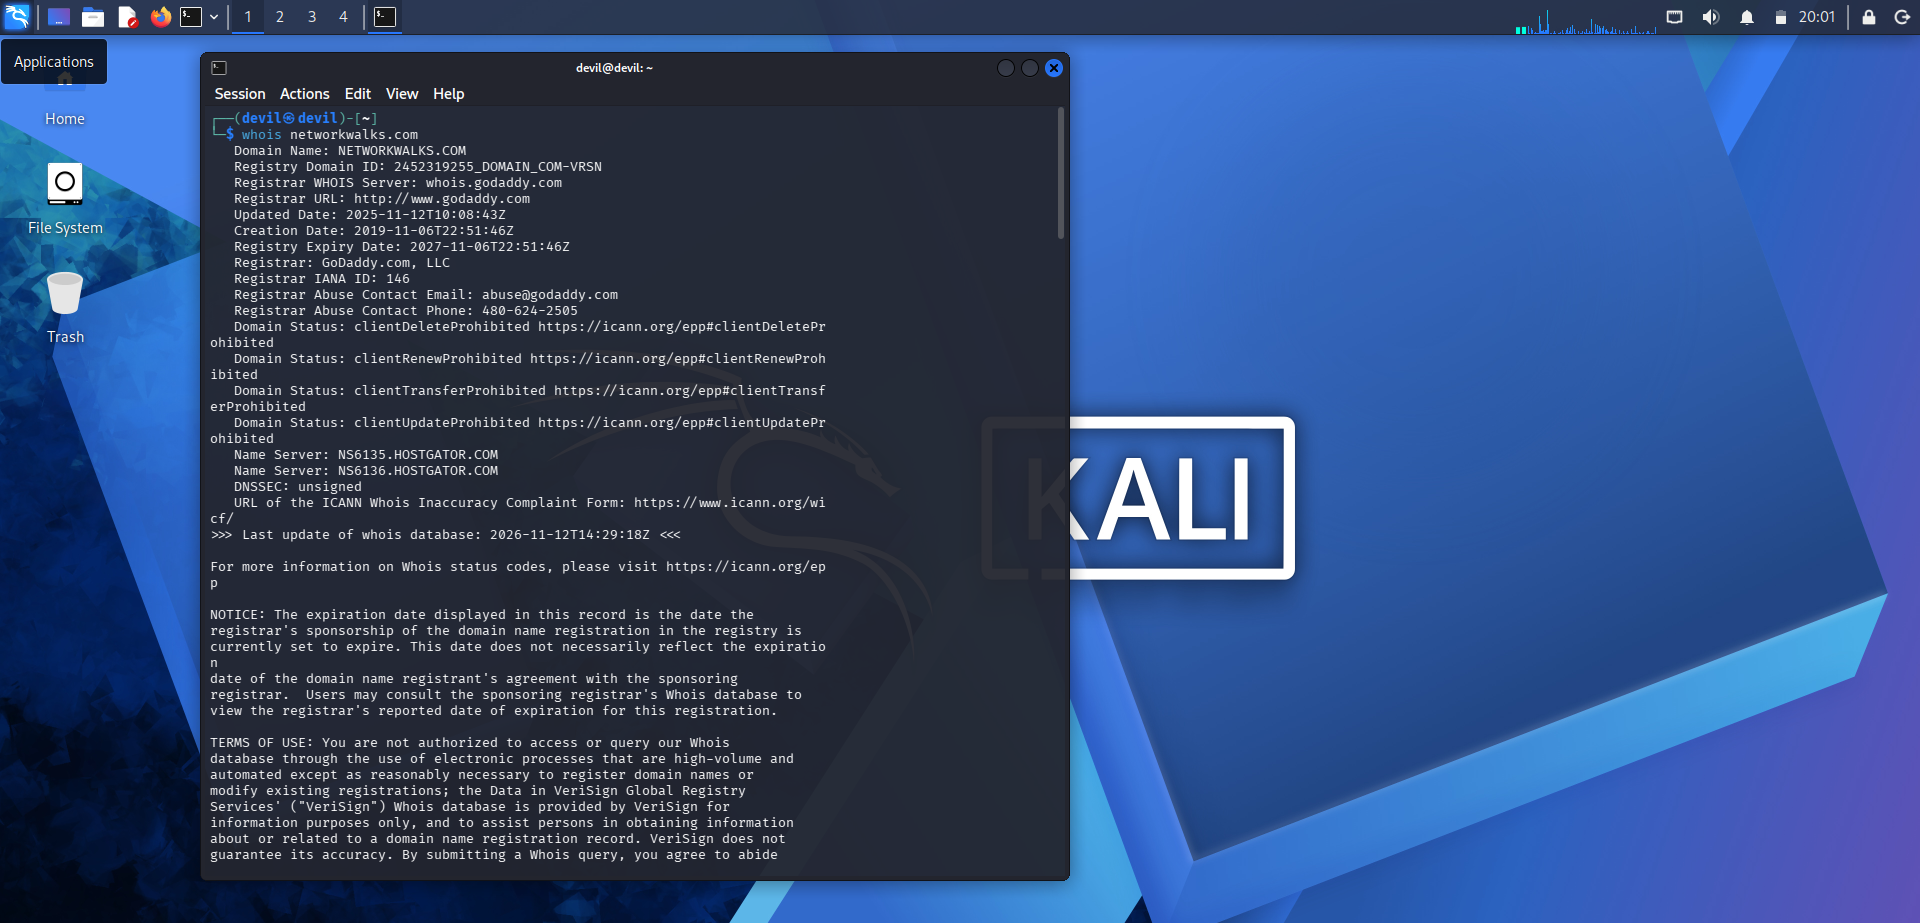 1 2 3 4
20:01
Applications
Home
File System
Trash
devil@devil: ~
Session Actions Edit View Help
┌──(devil㉿devil)-[~]
└─$ whois networkwalks.com
   Domain Name: NETWORKWALKS.COM
   Registry Domain ID: 2452319255_DOMAIN_COM-VRSN
   Registrar WHOIS Server: whois.godaddy.com
   Registrar URL: http://www.godaddy.com
   Updated Date: 2025-11-12T10:08:43Z
   Creation Date: 2019-11-06T22:51:46Z
   Registry Expiry Date: 2027-11-06T22:51:46Z
   Registrar: GoDaddy.com, LLC
   Registrar IANA ID: 146
   Registrar Abuse Contact Email: abuse@godaddy.com
   Registrar Abuse Contact Phone: 480-624-2505
   Domain Status: clientDeleteProhibited https://icann.org/epp#clientDeletePr
ohibited
   Domain Status: clientRenewProhibited https://icann.org/epp#clientRenewProh
ibited
   Domain Status: clientTransferProhibited https://icann.org/epp#clientTransf
erProhibited
   Domain Status: clientUpdateProhibited https://icann.org/epp#clientUpdatePr
ohibited
   Name Server: NS6135.HOSTGATOR.COM
   Name Server: NS6136.HOSTGATOR.COM
   DNSSEC: unsigned
   URL of the ICANN Whois Inaccuracy Complaint Form: https://www.icann.org/wi
cf/
>>> Last update of whois database: 2026-11-12T14:29:18Z <<<

For more information on Whois status codes, please visit https://icann.org/ep
p

NOTICE: The expiration date displayed in this record is the date the
registrar's sponsorship of the domain name registration in the registry is
currently set to expire. This date does not necessarily reflect the expiratio
n
date of the domain name registrant's agreement with the sponsoring
registrar.  Users may consult the sponsoring registrar's Whois database to
view the registrar's reported date of expiration for this registration.

TERMS OF USE: You are not authorized to access or query our Whois
database through the use of electronic processes that are high-volume and
automated except as reasonably necessary to register domain names or
modify existing registrations; the Data in VeriSign Global Registry
Services' ("VeriSign") Whois database is provided by VeriSign for
information purposes only, and to assist persons in obtaining information
about or related to a domain name registration record. VeriSign does not
guarantee its accuracy. By submitting a Whois query, you agree to abide
KALI